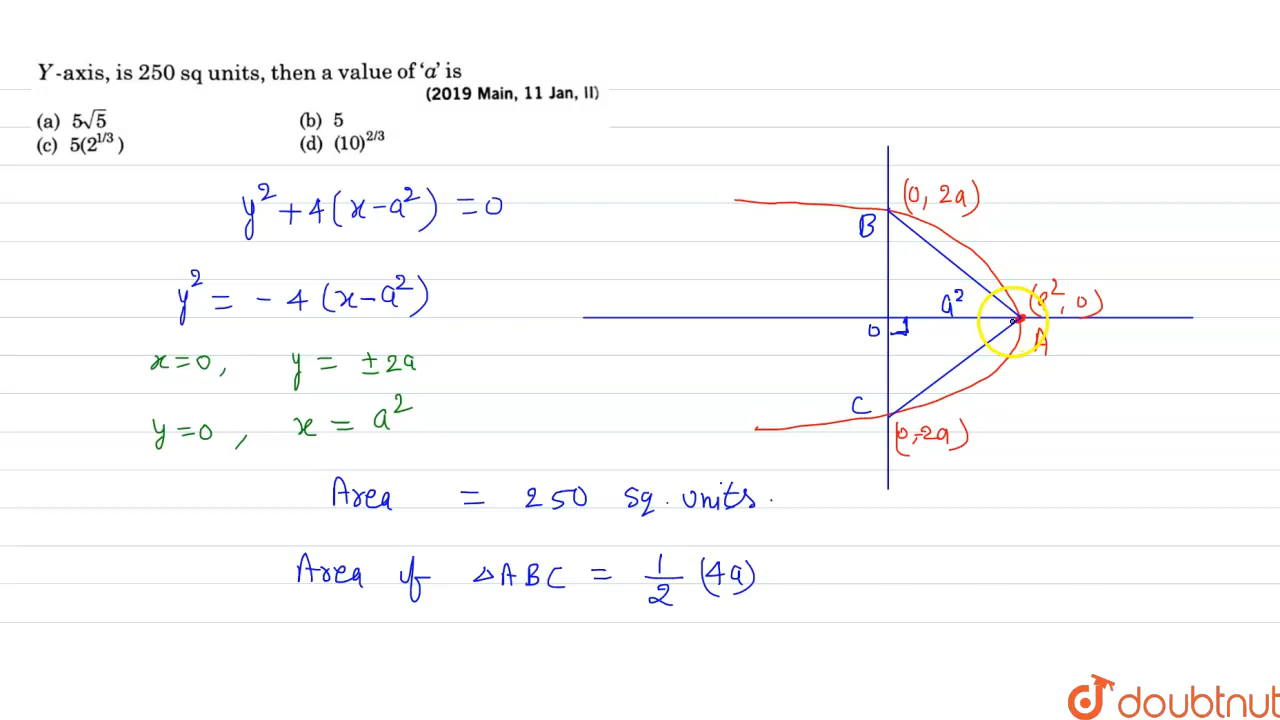 Y-axis, is 250 sq units, then a value of 'a' is
(2019 Main, 11 Jan, II)
(a) 5√5 (b) 5
(c) 5(2^{1/3}) (d) (10)^{2/3}
y² + 4(x-a²) = 0
y² = -4(x-a²)
x=0, y = ±2a
y=0, x = a²
Area = 250 sq. units.
Area of △ABC = 1/2 (4a)
(0, 2a)
B
a²
(a², 0)
O
A
C
(0,-2a)
doubtnut